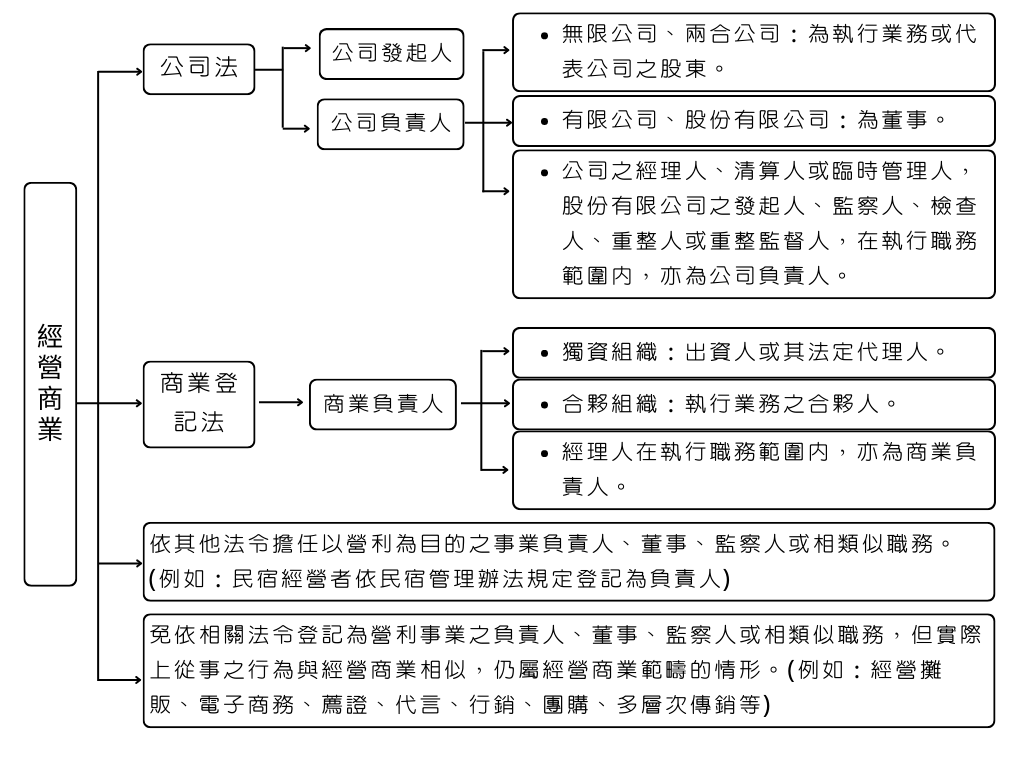 經營商業
公司法
公司發起人
公司負責人
• 無限公司、兩合公司：為執行業務或代
表公司之股東。
• 有限公司、股份有限公司：為董事。
• 公司之經理人、清算人或臨時管理人，
股份有限公司之發起人、監察人、檢查
人、重整人或重整監督人，在執行職務
範圍內，亦為公司負責人。
商業登
記法
商業負責人
• 獨資組織：出資人或其法定代理人。
• 合夥組織：執行業務之合夥人。
• 經理人在執行職務範圍內，亦為商業負
責人。
依其他法令擔任以營利為目的之事業負責人、董事、監察人或相類似職務。
(例如：民宿經營者依民宿管理辦法規定登記為負責人)
免依相關法令登記為營利事業之負責人、董事、監察人或相類似職務，但實際
上從事之行為與經營商業相似，仍屬經營商業範疇的情形。(例如：經營攤
販、電子商務、薦證、代言、行銷、團購、多層次傳銷等)